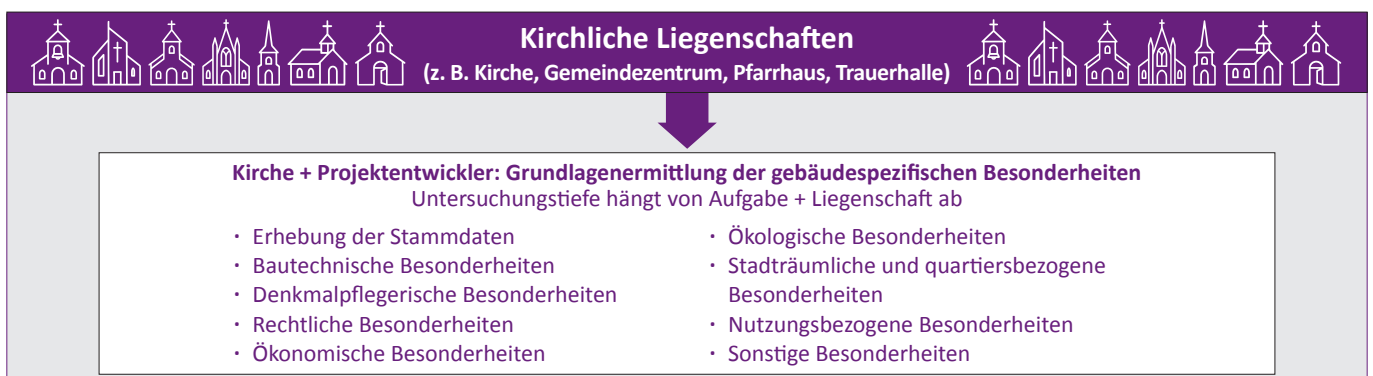 Kirchliche Liegenschaften
(z. B. Kirche, Gemeindezentrum, Pfarrhaus, Trauerhalle)
Kirche + Projektentwickler: Grundlagenermittlung der gebäudespezifischen Besonderheiten
Untersuchungstiefe hängt von Aufgabe + Liegenschaft ab
· Erhebung der Stammdaten
· Bautechnische Besonderheiten
· Denkmalpflegerische Besonderheiten
· Rechtliche Besonderheiten
· Ökonomische Besonderheiten
· Ökologische Besonderheiten
· Stadträumliche und quartiersbezogene
Besonderheiten
· Nutzungsbezogene Besonderheiten
· Sonstige Besonderheiten